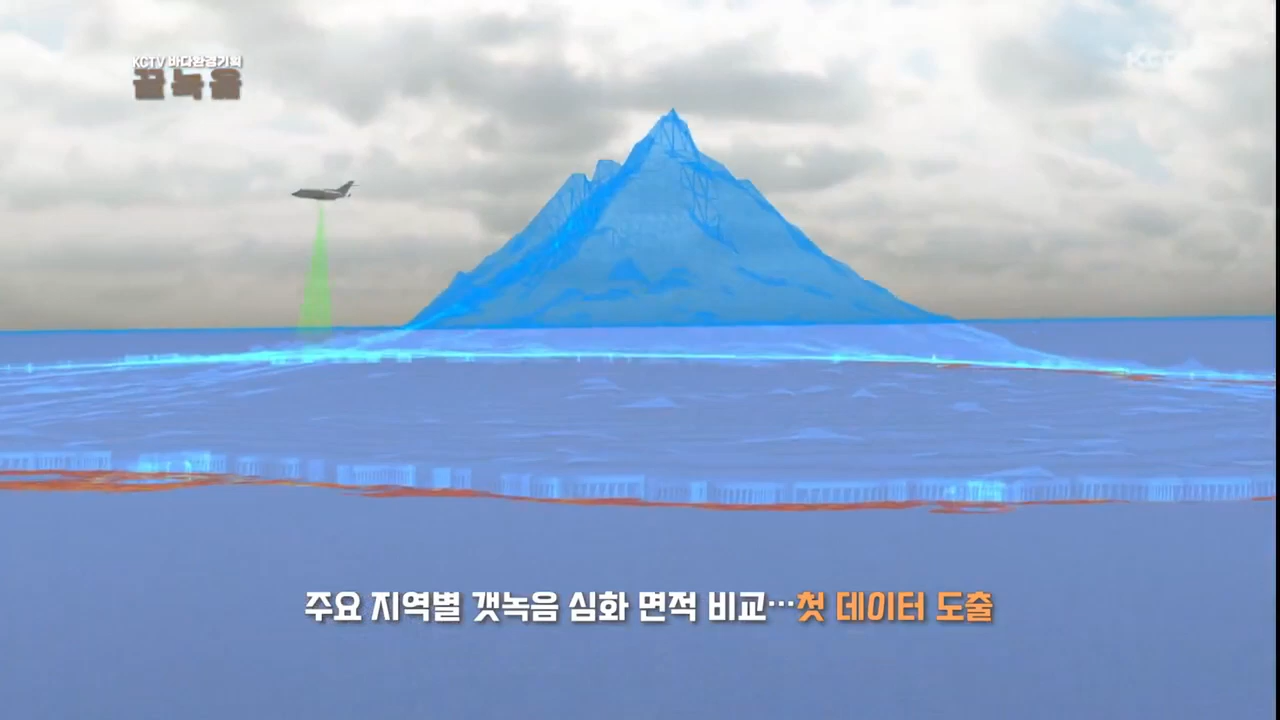 KCTV 바다환경기획
끝녹음
주요 지역별 갯녹음 심화 면적 비교…첫 데이터 도출